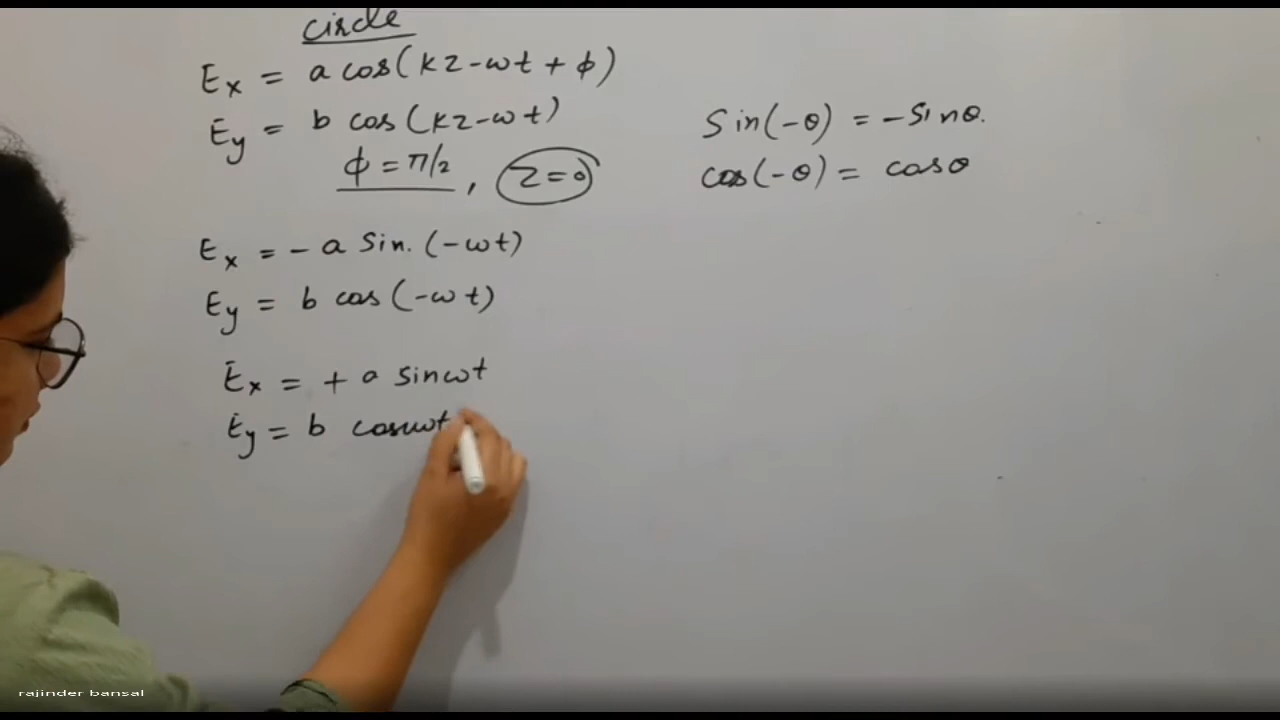 circle
Ex = a cos(kz-ωt + ϕ)
Ey = b cos(kz-ωt)
ϕ = π/2 , z=0
Sin(-θ) = -sinθ.
cos(-θ) = cosθ
Ex = - a sin. (-ωt)
Ey = b cos(-ωt)
Ex = + a sinωt
Ey = b cosωt
rajinder bansal